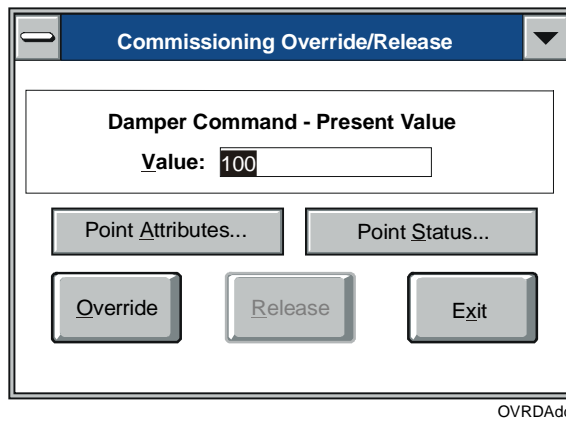 Commissioning Override/Release
Damper Command - Present Value
Value: 100
Point Attributes... Point Status...
Override Release Exit